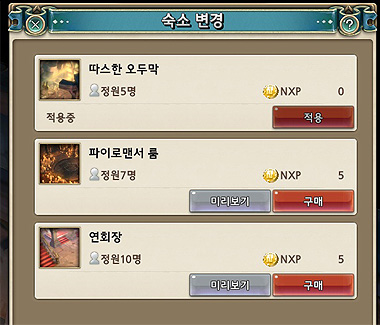 숙소 변경
따스한 오두막
정원5명 NXP 0
적용중 적용
파이로맨서 룸
정원7명 NXP 5
미리보기 구매
연회장
정원10명 NXP 5
미리보기 구매